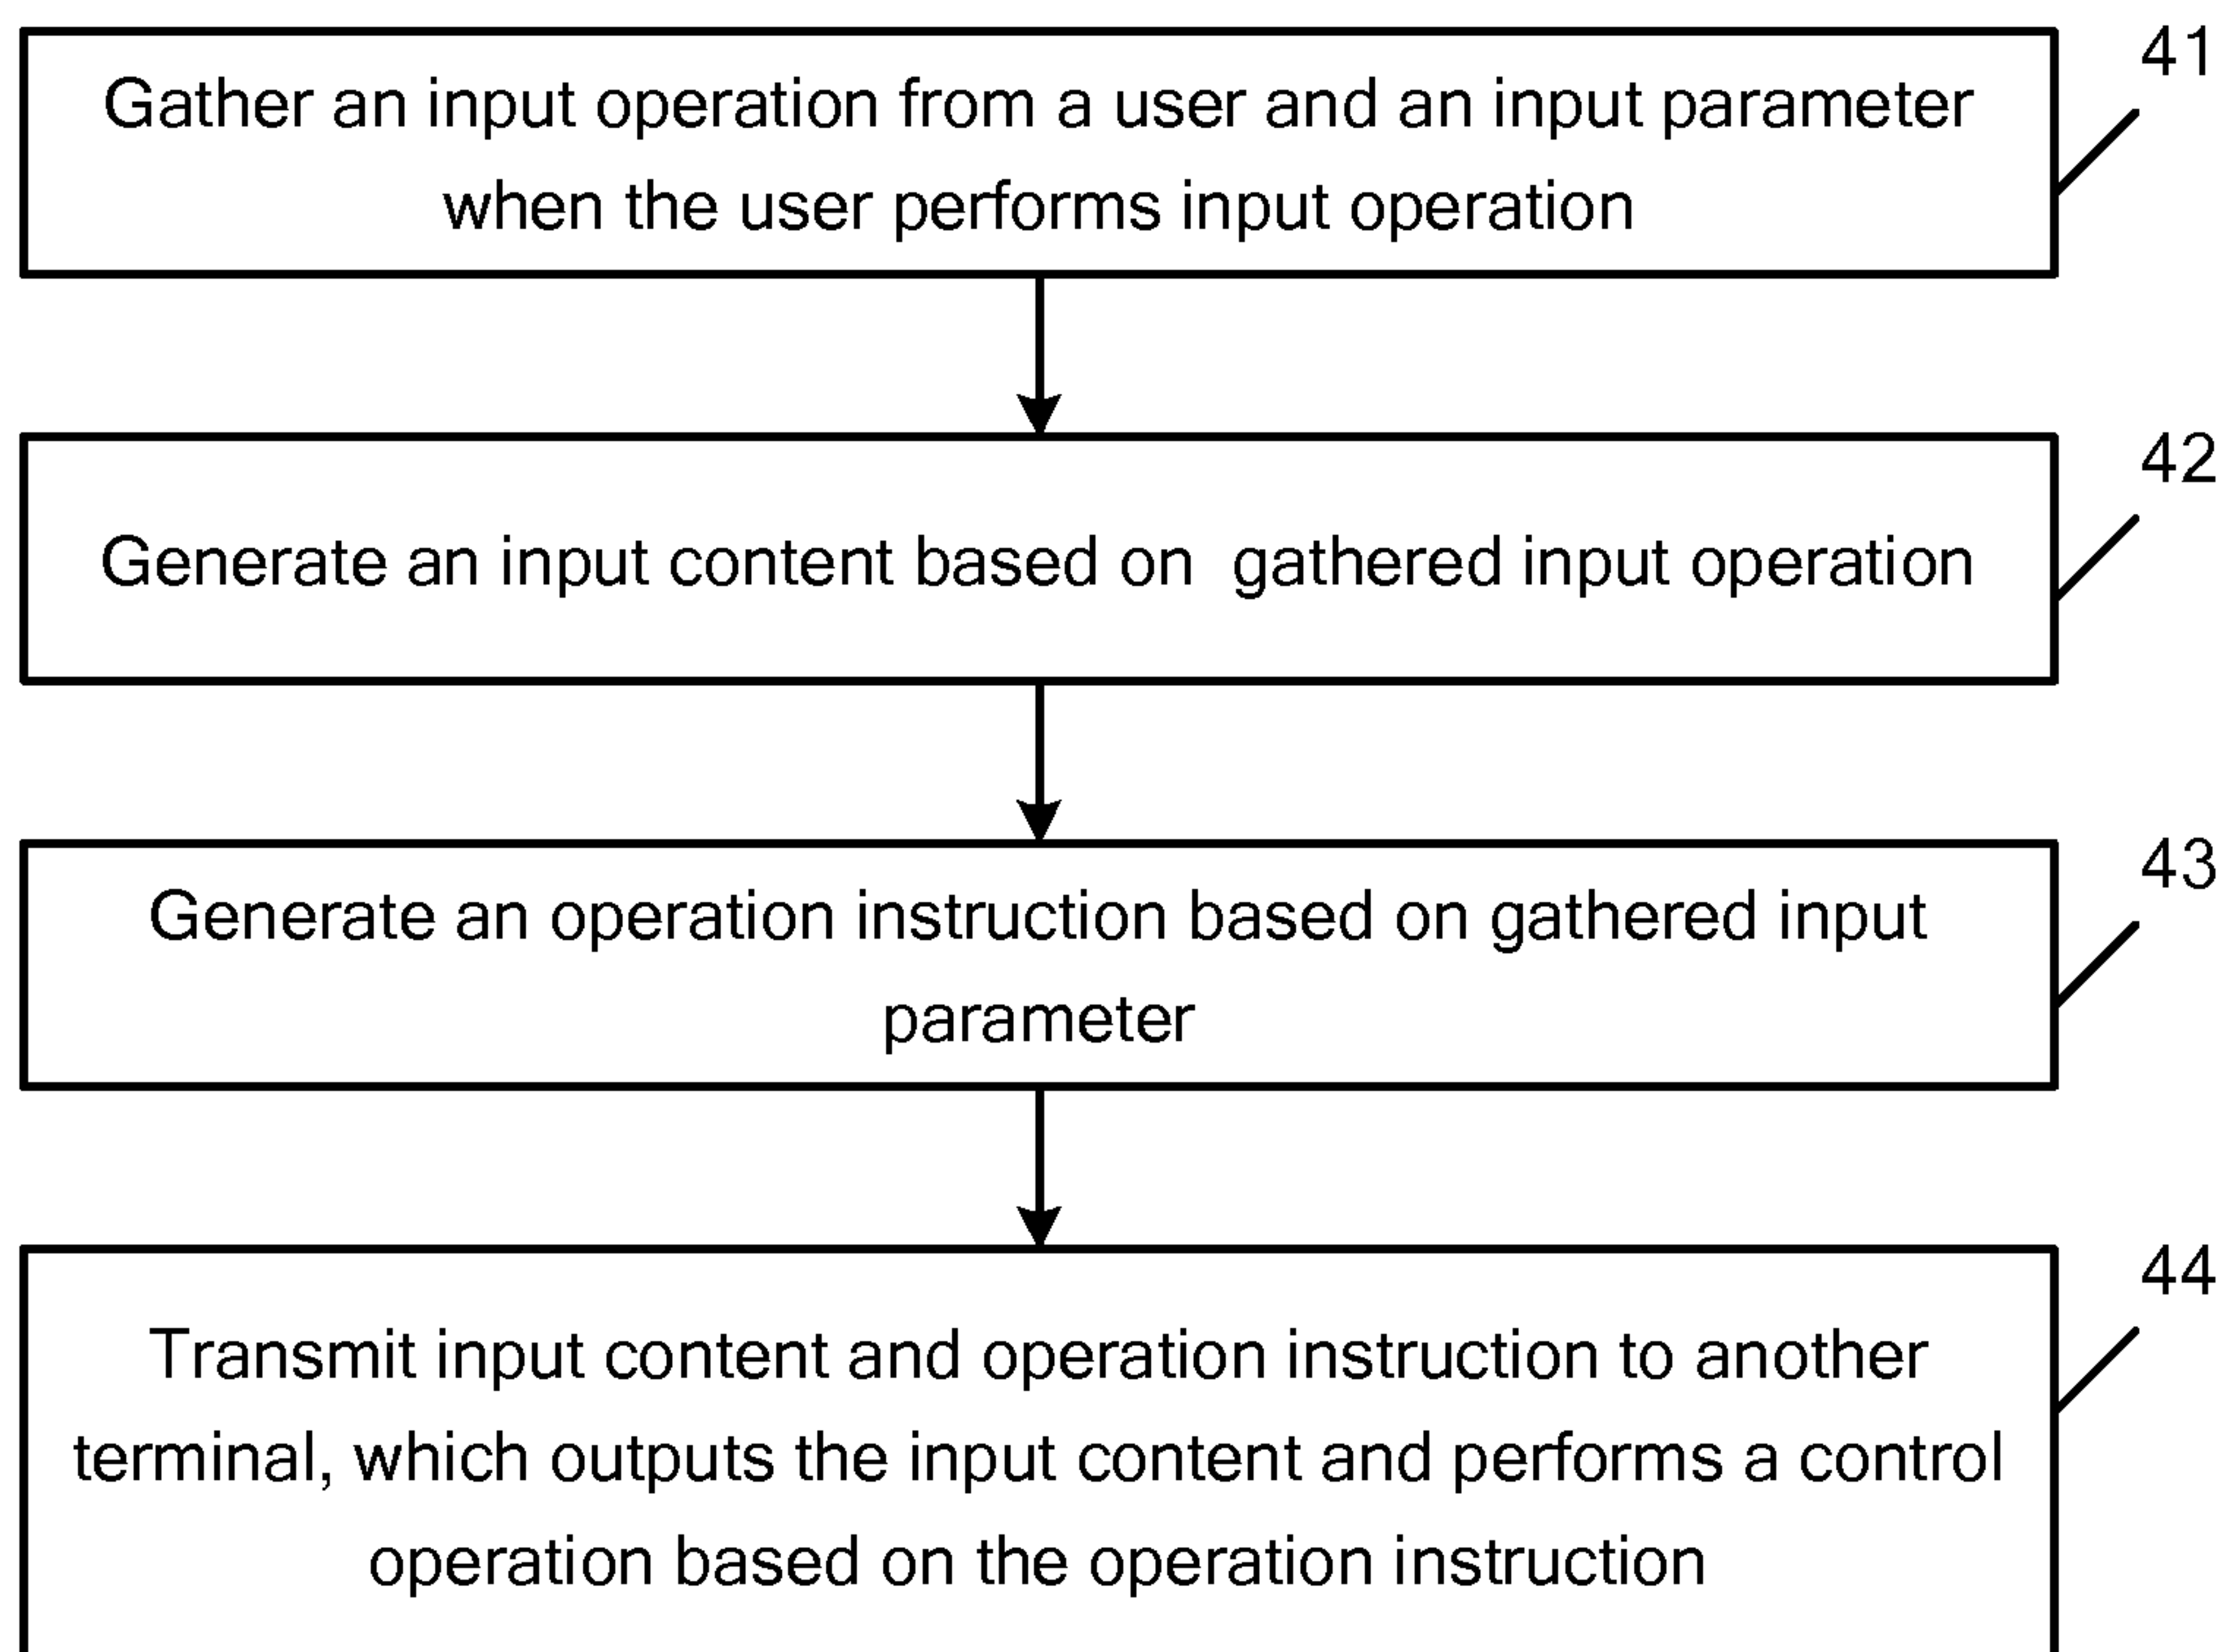 41
Gather an input operation from a user and an input parameter
when the user performs input operation
42
Generate an input content based on gathered input operation
43
Generate an operation instruction based on gathered input
parameter
44
Transmit input content and operation instruction to another
terminal, which outputs the input content and performs a control
operation based on the operation instruction